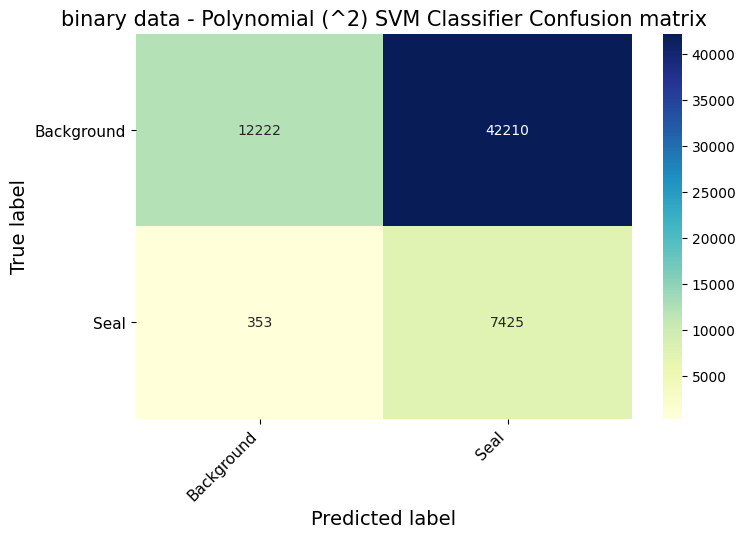 binary data - Polynomial (^2) SVM Classifier Confusion matrix
True label
Background
12222
42210
Seal
353
7425
Background
Seal
Predicted label
40000
35000
30000
25000
20000
15000
10000
5000